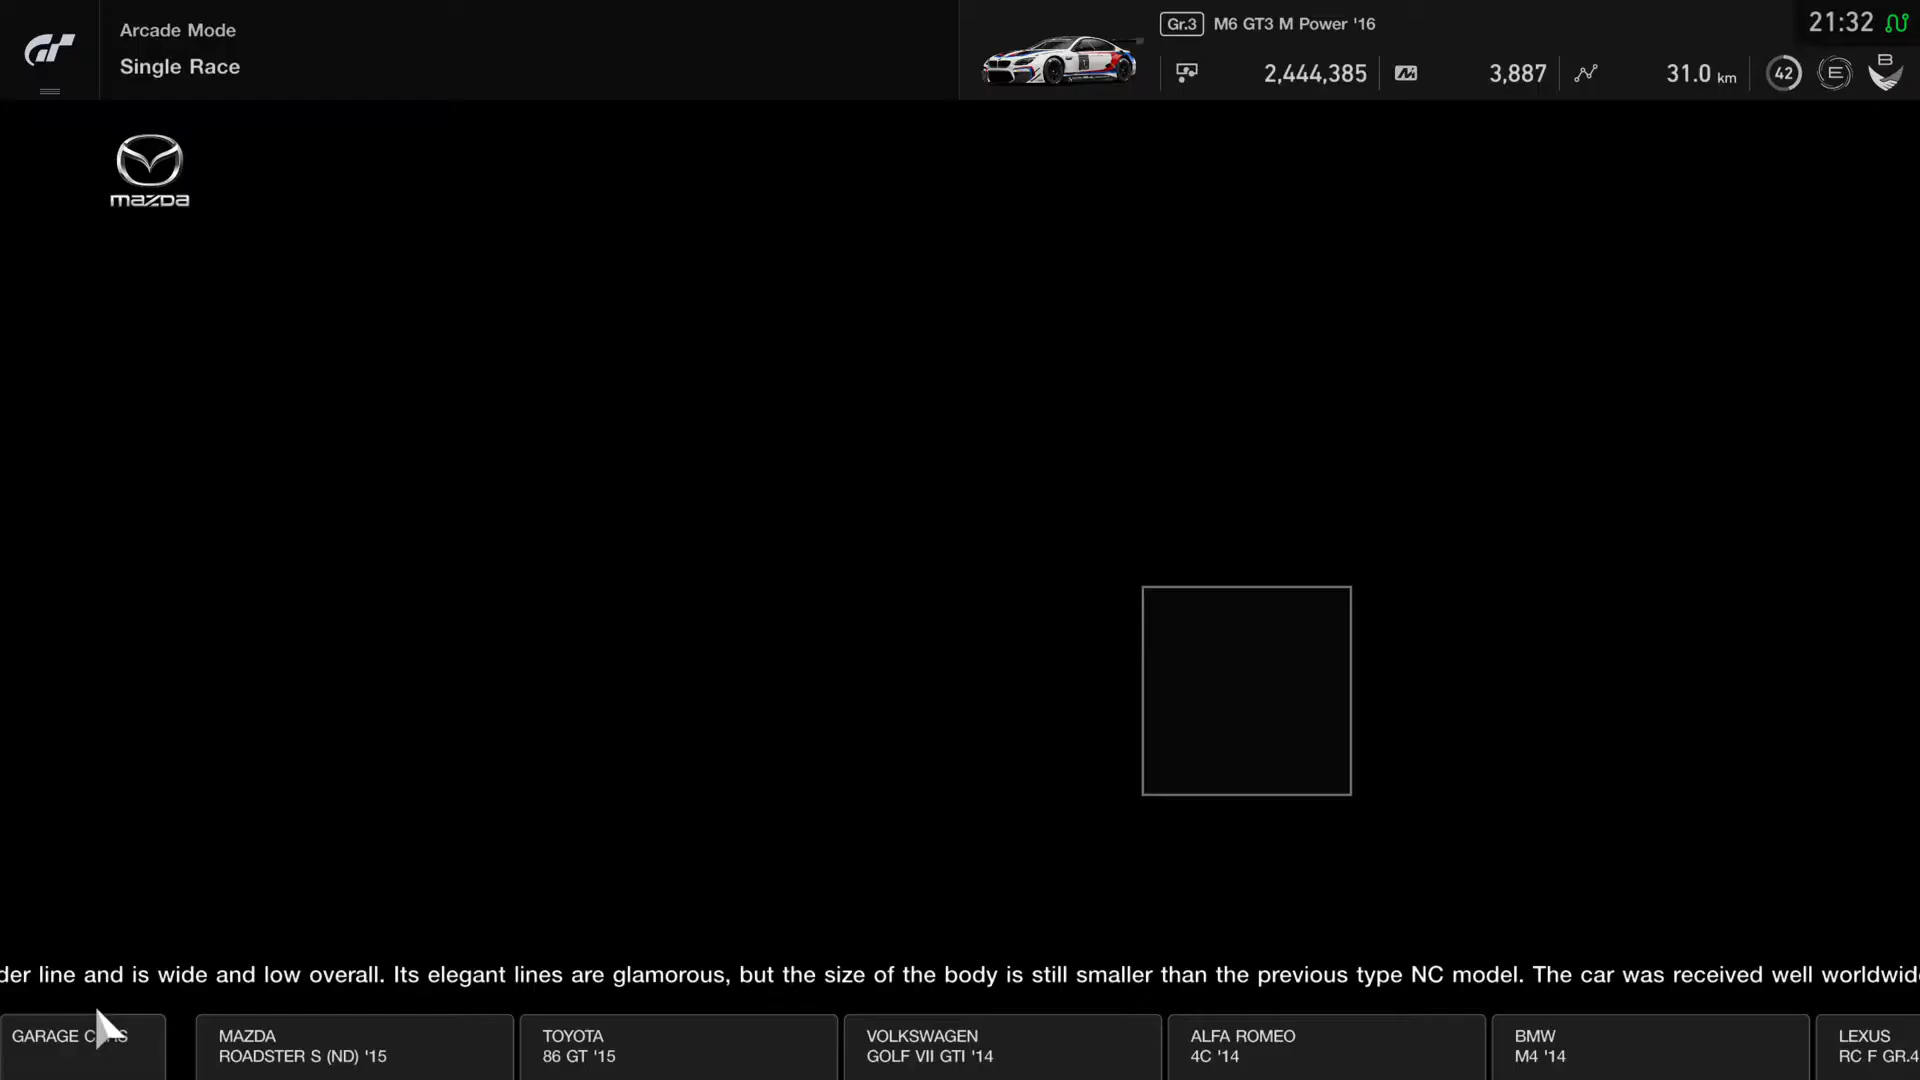 Arcade Mode
Single Race
Gr.3 M6 GT3 M Power '16
21:32
2,444,385
3,887
31.0 km
42
E
B
mazda
der line and is wide and low overall. Its elegant lines are glamorous, but the size of the body is still smaller than the previous type NC model. The car was received well worldwide
GARAGE
MAZDA
ROADSTER S (ND) '15
TOYOTA
86 GT '15
VOLKSWAGEN
GOLF VII GTI '14
ALFA ROMEO
4C '14
BMW
M4 '14
LEXUS
RC F GR.4